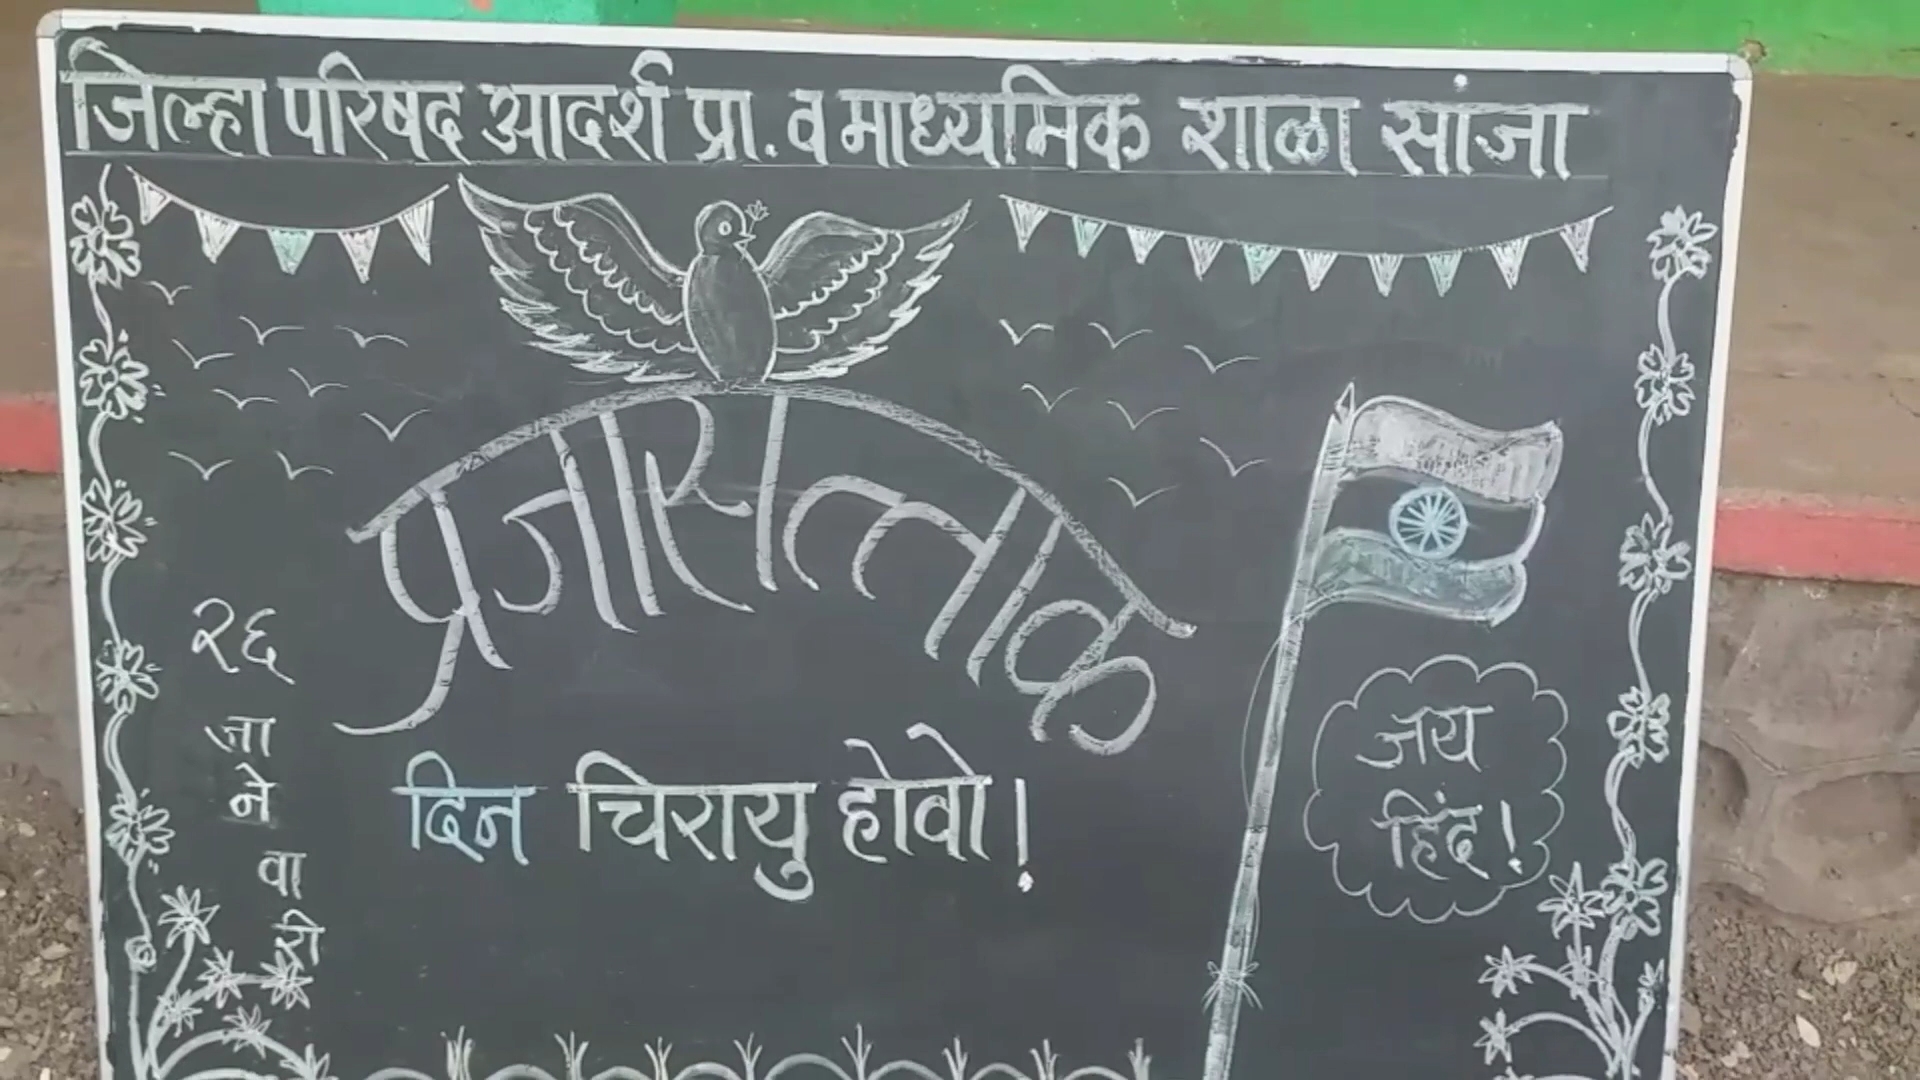 जिल्हा परिषद आदर्श प्रा. व माध्यमिक शाळा सांजा
प्रजासत्ताक
दिन चिरायु होवो!
२६
जा
ने
वा
री
जय
हिंद!